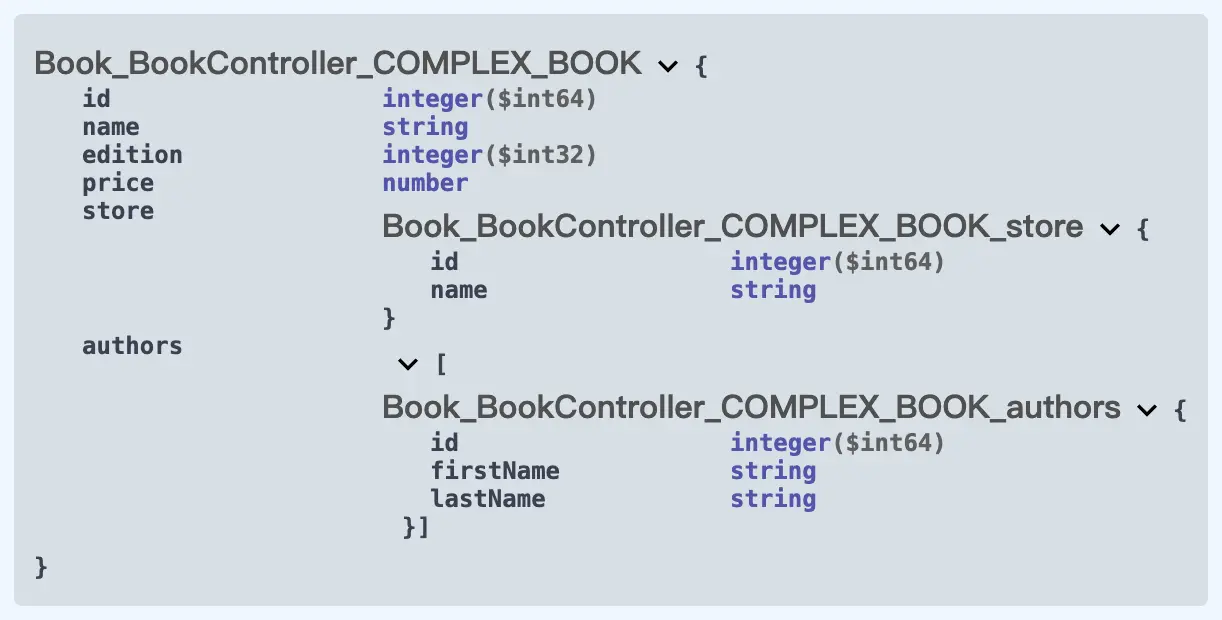 Book_BookController_COMPLEX_BOOK {
id integer($int64)
name string
edition integer($int32)
price number
store Book_BookController_COMPLEX_BOOK_store {
id integer($int64)
name string
}
authors [
Book_BookController_COMPLEX_BOOK_authors {
id integer($int64)
firstName string
lastName string
}]
}